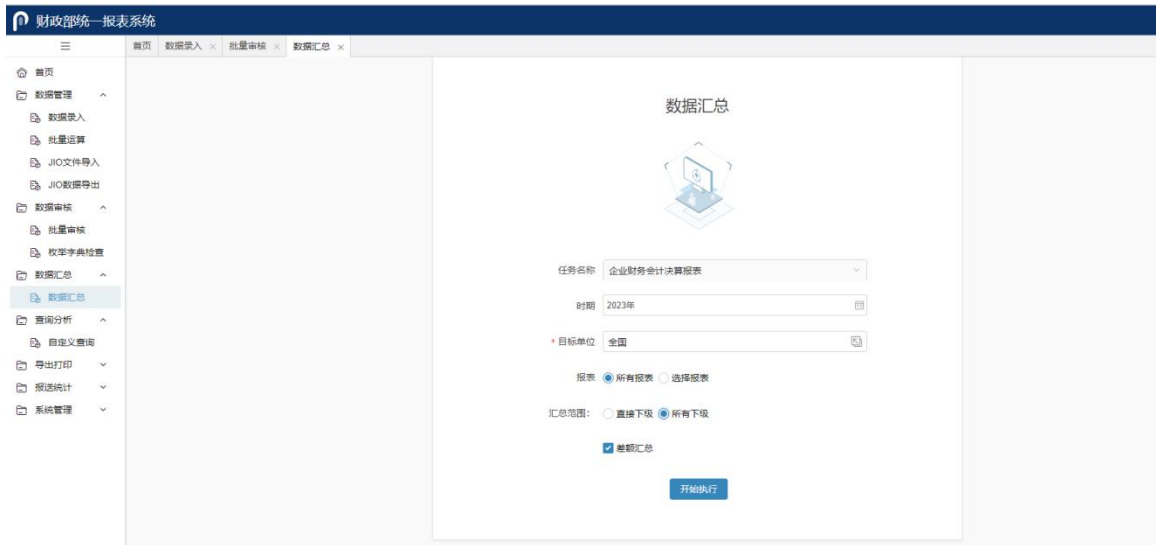 财政部统一报表系统
首页 数据录入 × 批量审核 × 数据汇总 ×
首页
数据管理
数据录入
批量运算
JIO文件导入
JIO数据导出
数据审核
批量审核
枚举字典检查
数据汇总
数据汇总
查询分析
自定义查询
导出打印
报送统计
系统管理
数据汇总
任务名称 企业财务会计决算报表
时期 2023年
* 目标单位 全国
报表 所有报表 选择报表
汇总范围： 直接下级 所有下级
差额汇总
开始执行